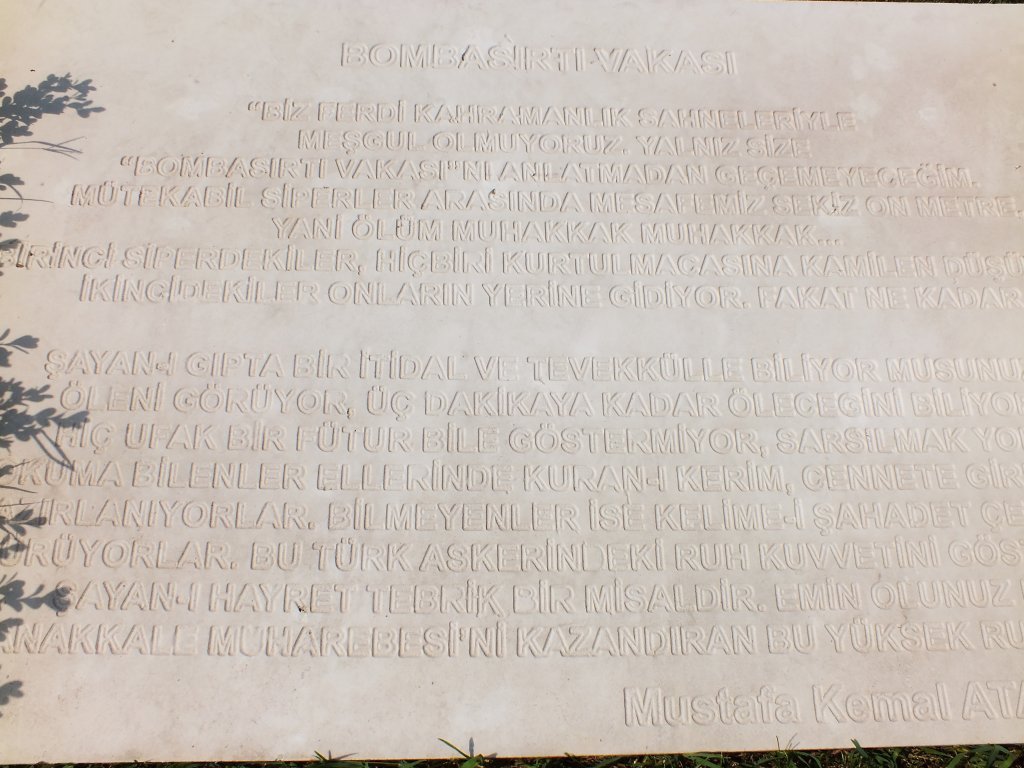 BOMBASIRTI VAKASI
"BİZ FERDİ KAHRAMANLIK SAHNELERİYLE
MEŞGUL OLMUYORUZ. YALNIZ SİZE
"BOMBASIRTI VAKASI"NI ANLATMADAN GEÇEMEYECEĞİM.
MÜTEKABİL SİPERLER ARASINDA MESAFEMİZ SEKİZ ON METRE,
YANİ ÖLÜM MUHAKKAK MUHAKKAK...
BİRİNCİ SİPERDEKİLER, HİÇBİRİ KURTULMACASINA KAMİLEN DÜŞÜ
İKİNCİDEKİLER ONLARIN YERİNE GİDİYOR. FAKAT NE KADAR
ŞAYAN-I GIPTA BİR İTİDAL VE TEVEKKÜLLE BİLİYOR MUSUNU
ÖLENİ GÖRÜYOR, ÜÇ DAKİKAYA KADAR ÖLECEGİNİ BİLİYO
HİÇ UFAK BİR FÜTUR BİLE GÖSTERMİYOR, SARSILMAK YO
OKUMA BİLENLER ELLERİNDE KURAN-I KERİM, CENNETE GİR
IRLANIYORLAR. BİLMEYENLER İSE KELİME-İ ŞAHADET ÇE
ÜRÜYORLAR. BU TÜRK ASKERİNDEKİ RUH KUVVETİNİ GÖS
ŞAYAN-I HAYRET TEBRİK BİR MİSALDİR. EMİN OLUNUZ
ANAKKALE MUHAREBESİ'Nİ KAZANDIRAN BU YÜKSEK RU
Mustafa Kemal ATA